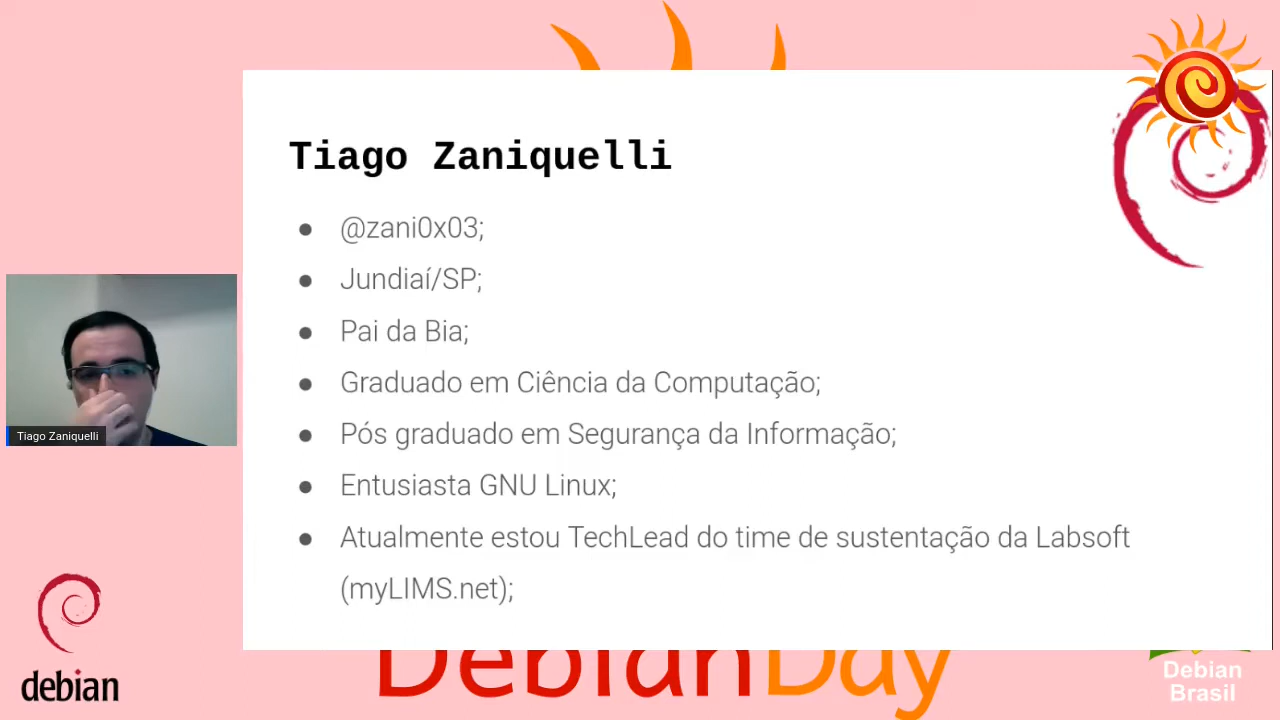 Tiago Zaniquelli
@zani0x03;
Jundiaí/SP;
Pai da Bia;
Graduado em Ciência da Computação;
Pós graduado em Segurança da Informação;
Entusiasta GNU Linux;
Atualmente estou TechLead do time de sustentação da Labsoft
(myLIMS.net);
Tiago Zaniquelli
debian
DebianDay
Debian
Brasil